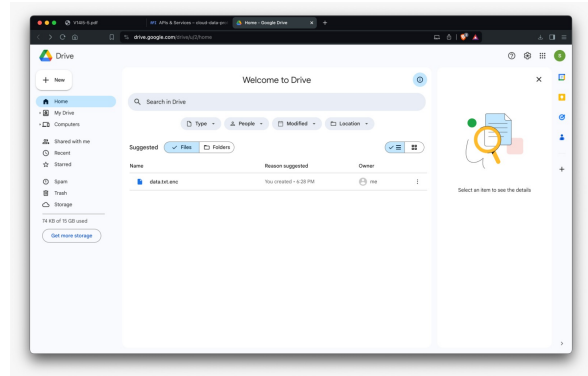 V1415-5.pdf
APIs & Services – cloud-data-pro
Home - Google Drive
drive.google.com/drive/u/2/home
Drive
New
Home
My Drive
Computers
Shared with me
Recent
Starred
Spam
Trash
Storage
74 KB of 15 GB used
Get more storage
Welcome to Drive
Search in Drive
Type
People
Modified
Location
Suggested
Files
Folders
Name Reason suggested Owner
data.txt.enc You created • 6:28 PM me
Select an item to see the details